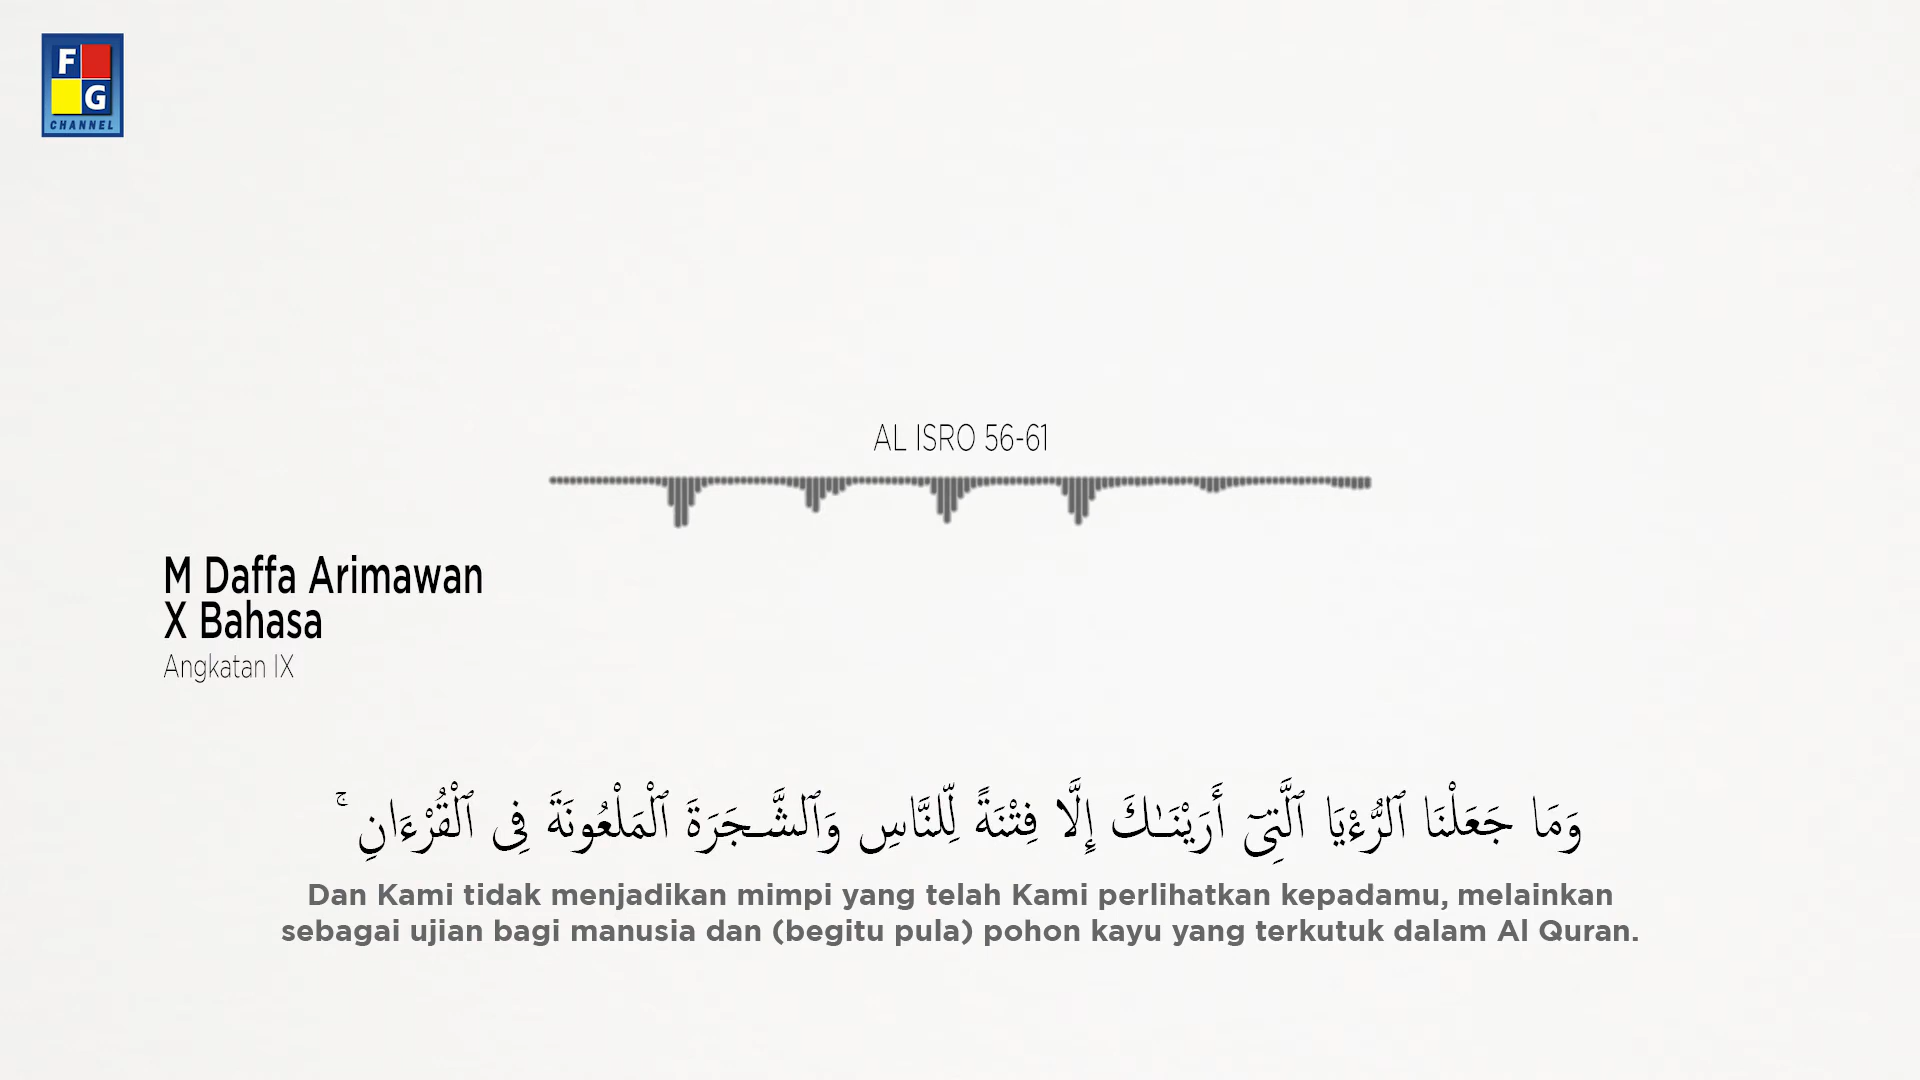 F
G
CHANNEL
AL ISRO 56-61
M Daffa Arimawan
X Bahasa
Angkatan IX
وَمَا جَعَلْنَا ٱلرُّءْيَا ٱلَّتِىٓ أَرَيْنَـٰكَ إِلَّا فِتْنَةً لِّلنَّاسِ وَٱلشَّجَرَةَ ٱلْمَلْعُونَةَ فِى ٱلْقُرْءَانِ ۚ
Dan Kami tidak menjadikan mimpi yang telah Kami perlihatkan kepadamu, melainkan
sebagai ujian bagi manusia dan (begitu pula) pohon kayu yang terkutuk dalam Al Quran.